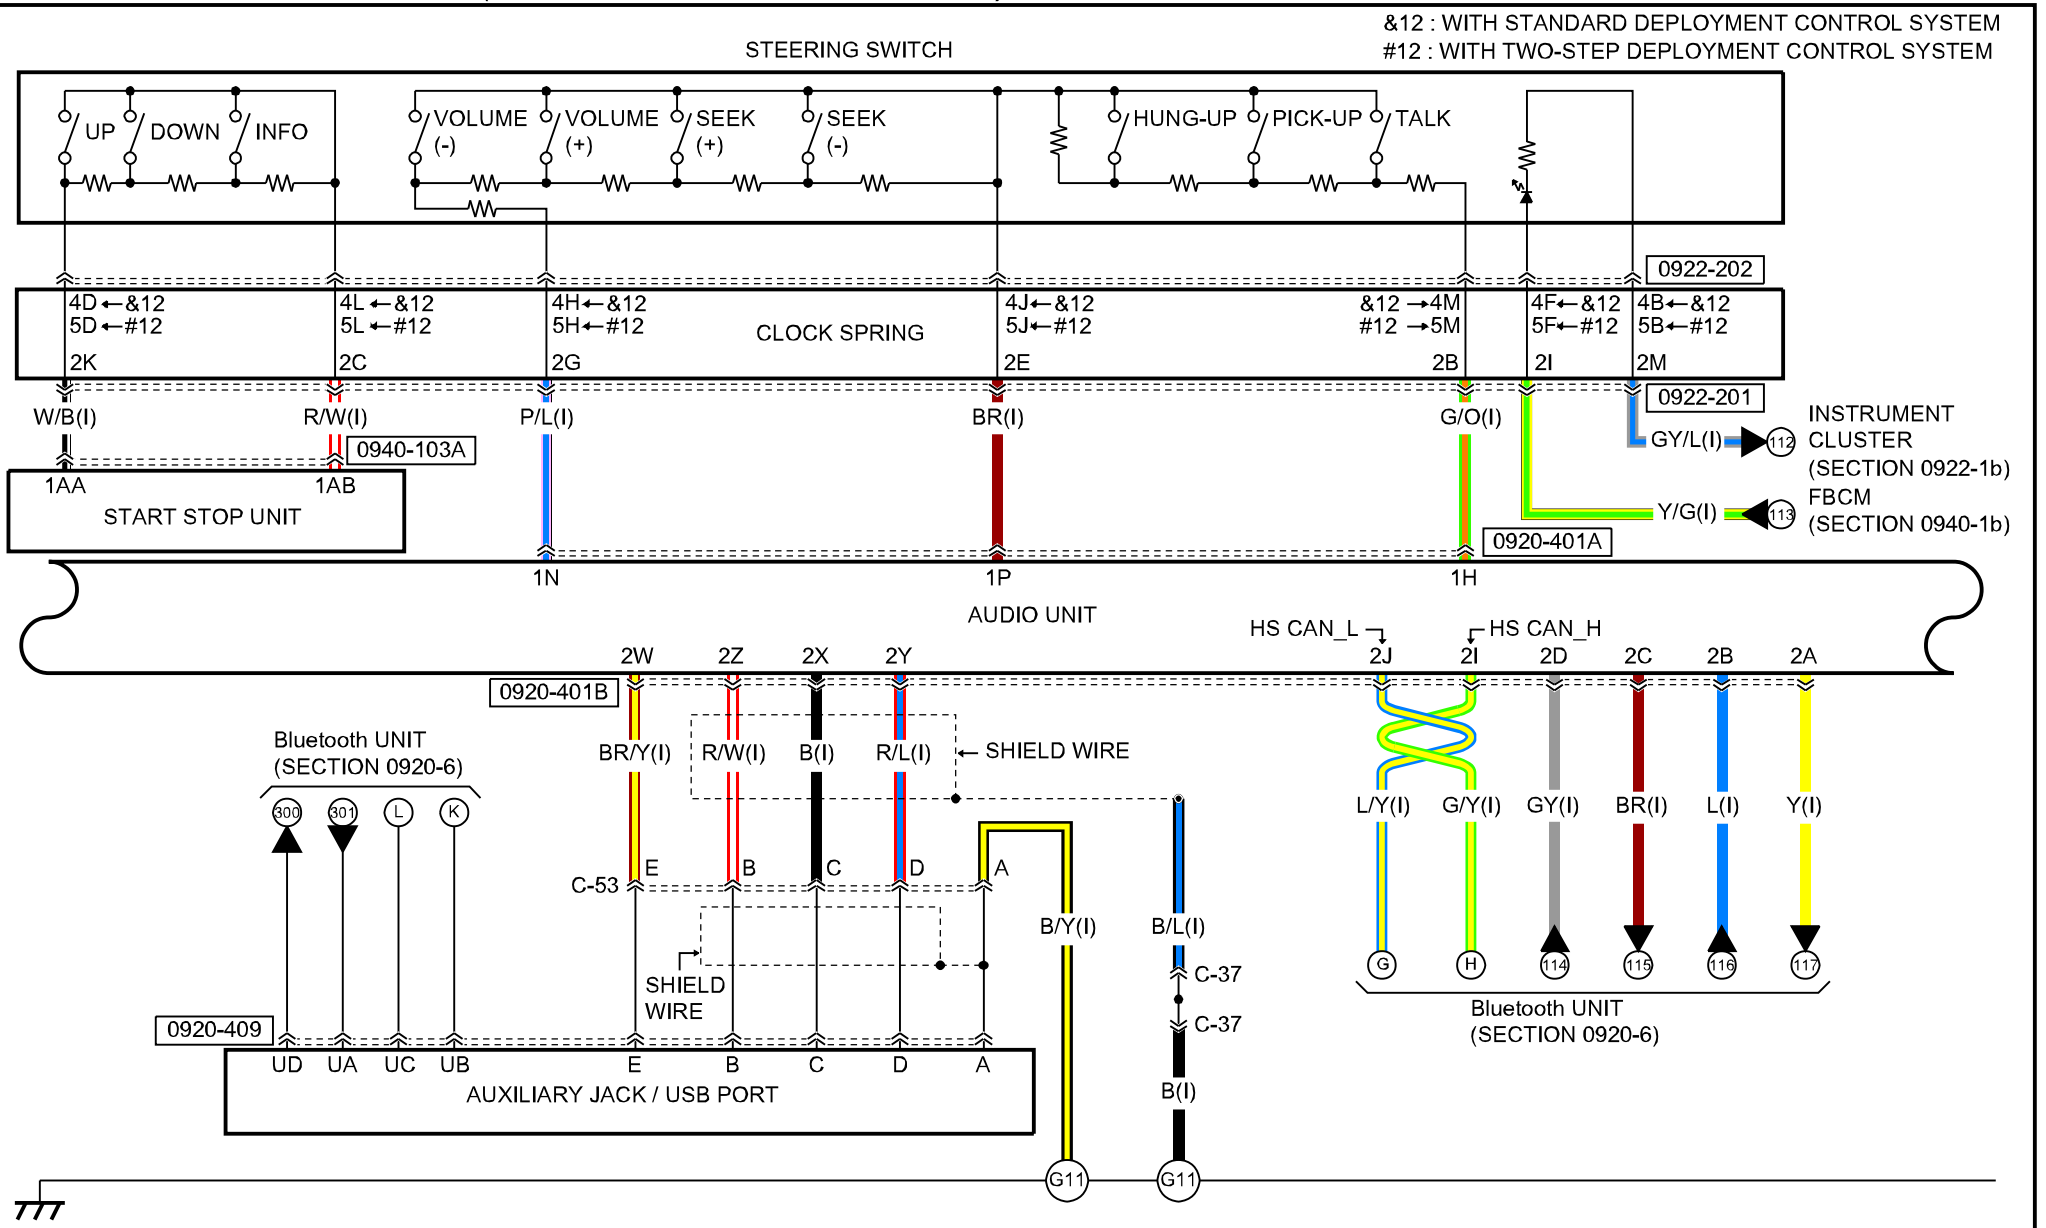 &12 : WITH STANDARD DEPLOYMENT CONTROL SYSTEM
#12 : WITH TWO-STEP DEPLOYMENT CONTROL SYSTEM
STEERING SWITCH
UP
DOWN
INFO
VOLUME
(-)
VOLUME
(+)
SEEK
(+)
SEEK
(-)
HUNG-UP
PICK-UP
TALK
0922-202
4D ← &12
4L ← &12
4H ← &12
4J ← &12
&12 → 4M
4F ← &12
4B ← &12
5D ← #12
5L ← #12
5H ← #12
5J ← #12
#12 → 5M
5F ← #12
5B ← #12
CLOCK SPRING
2K
2C
2G
2E
2B
2I
2M
0922-201
W/B(I)
R/W(I)
P/L(I)
BR(I)
G/O(I)
GY/L(I)
112
INSTRUMENT
CLUSTER
(SECTION 0922-1b)
0940-103A
1AA
1AB
START STOP UNIT
Y/G(I)
113
FBCM
(SECTION 0940-1b)
0920-401A
1N
1P
1H
AUDIO UNIT
HS CAN_L
HS CAN_H
2W
2Z
2X
2Y
2J
2I
2D
2C
2B
2A
0920-401B
Bluetooth UNIT
(SECTION 0920-6)
300
301
L
K
BR/Y(I)
R/W(I)
B(I)
R/L(I)
SHIELD WIRE
L/Y(I)
G/Y(I)
GY(I)
BR(I)
L(I)
Y(I)
C-53
E
B
C
D
A
B/Y(I)
B/L(I)
G
H
114
115
116
117
Bluetooth UNIT
(SECTION 0920-6)
SHIELD
WIRE
C-37
C-37
0920-409
UD
UA
UC
UB
E
B
C
D
A
AUXILIARY JACK / USB PORT
B(I)
G11
G11